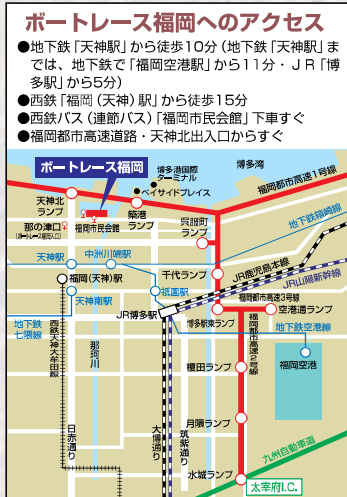 ボートレース福岡へのアクセス
●地下鉄「天神駅」から徒歩10分(地下鉄「天神駅」ま
では、地下鉄で「福岡空港駅」から11分・JR「博
多駅」から5分)
●西鉄「福岡(天神)駅」から徒歩15分
●西鉄バス(連節バス)「福岡市民会館」下車すぐ
●福岡都市高速道路・天神北出入口からすぐ
ボートレース福岡
博多港国際
ターミナル
ベイサイドプレイス
博多湾
福岡都市高速1号線
天神北
ランプ
築港
ランプ
呉服町
ランプ
那の津口
(ボートレース福岡入口)
福岡市民会館
地下鉄箱崎線
天神駅
中洲川端駅
福岡(天神)駅
千代ランプ
JR鹿児島本線
JR山陽新幹線
天神南駅
祇園駅
福岡都市高速3号線
JR博多駅
博多駅東ランプ
空港通ランプ
地下鉄
七隈線
西鉄天神大牟田線
那珂川
福岡都市高速2号線
地下鉄空港線
榎田ランプ
福岡空港
日赤通り
大博通り
筑紫通り
月隈ランプ
九州自動車道
水城ランプ
太宰府I.C.